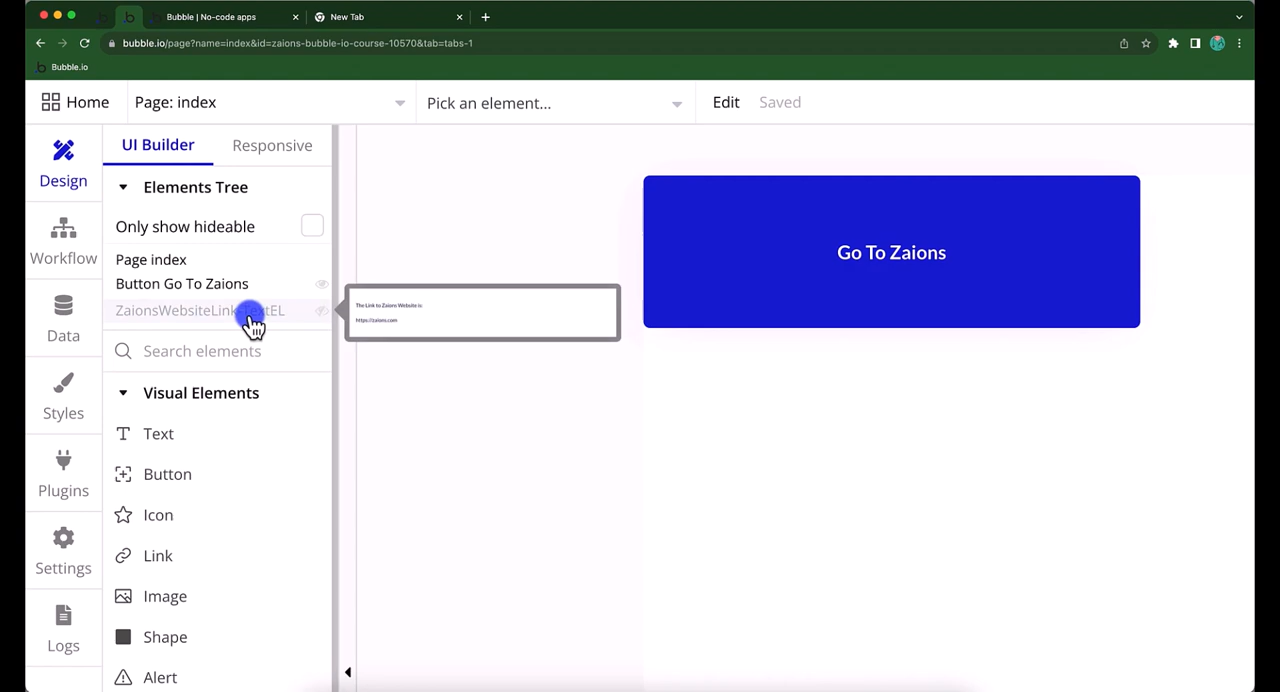 Bubble | No-code apps
New Tab
bubble.io/page?name=index&id=zaions-bubble-io-course-10570&tab=tabs-1
Bubble.io
Home
Page: index
Pick an element...
Edit
Saved
Design
Workflow
Data
Styles
Plugins
Settings
Logs
UI Builder
Responsive
Elements Tree
Only show hideable
Page index
Button Go To Zaions
ZaionsWebsiteLink-TextEL
Search elements
Visual Elements
Text
Button
Icon
Link
Image
Shape
Alert
The Link to Zaions Website is:
https://zaions.com
Go To Zaions